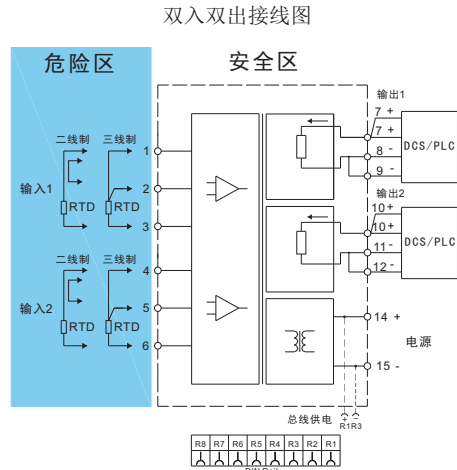 双入双出接线图
危险区
安全区
输出1
7 +
7 +
8 -
9 -
DCS/PLC
二线制
三线制
1
2
3
输入1
RTD
RTD
输出2
10 +
10 +
11 -
12 -
DCS/PLC
二线制
三线制
4
5
6
输入2
RTD
RTD
14 +
电源
15 -
总线供电
+ −
R1R3
R8 R7 R6 R5 R4 R3 R2 R1